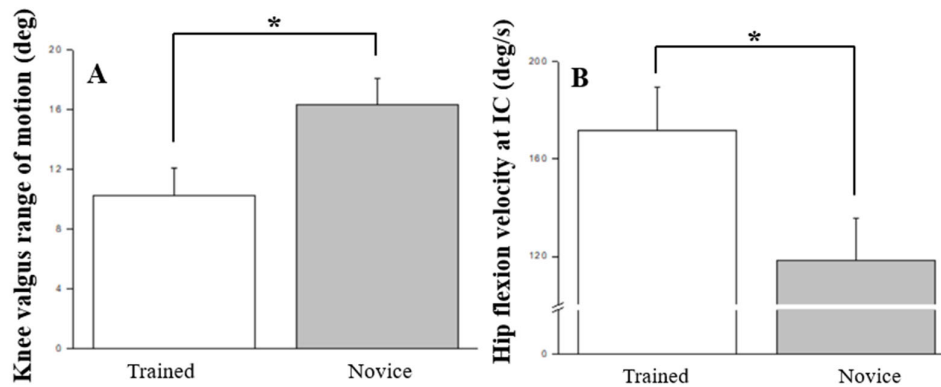 Knee valgus range of motion (deg)
A
*
20
16
12
8
4
0
Trained
Novice
Hip flexion velocity at IC (deg/s)
B
*
200
160
120
0
Trained
Novice